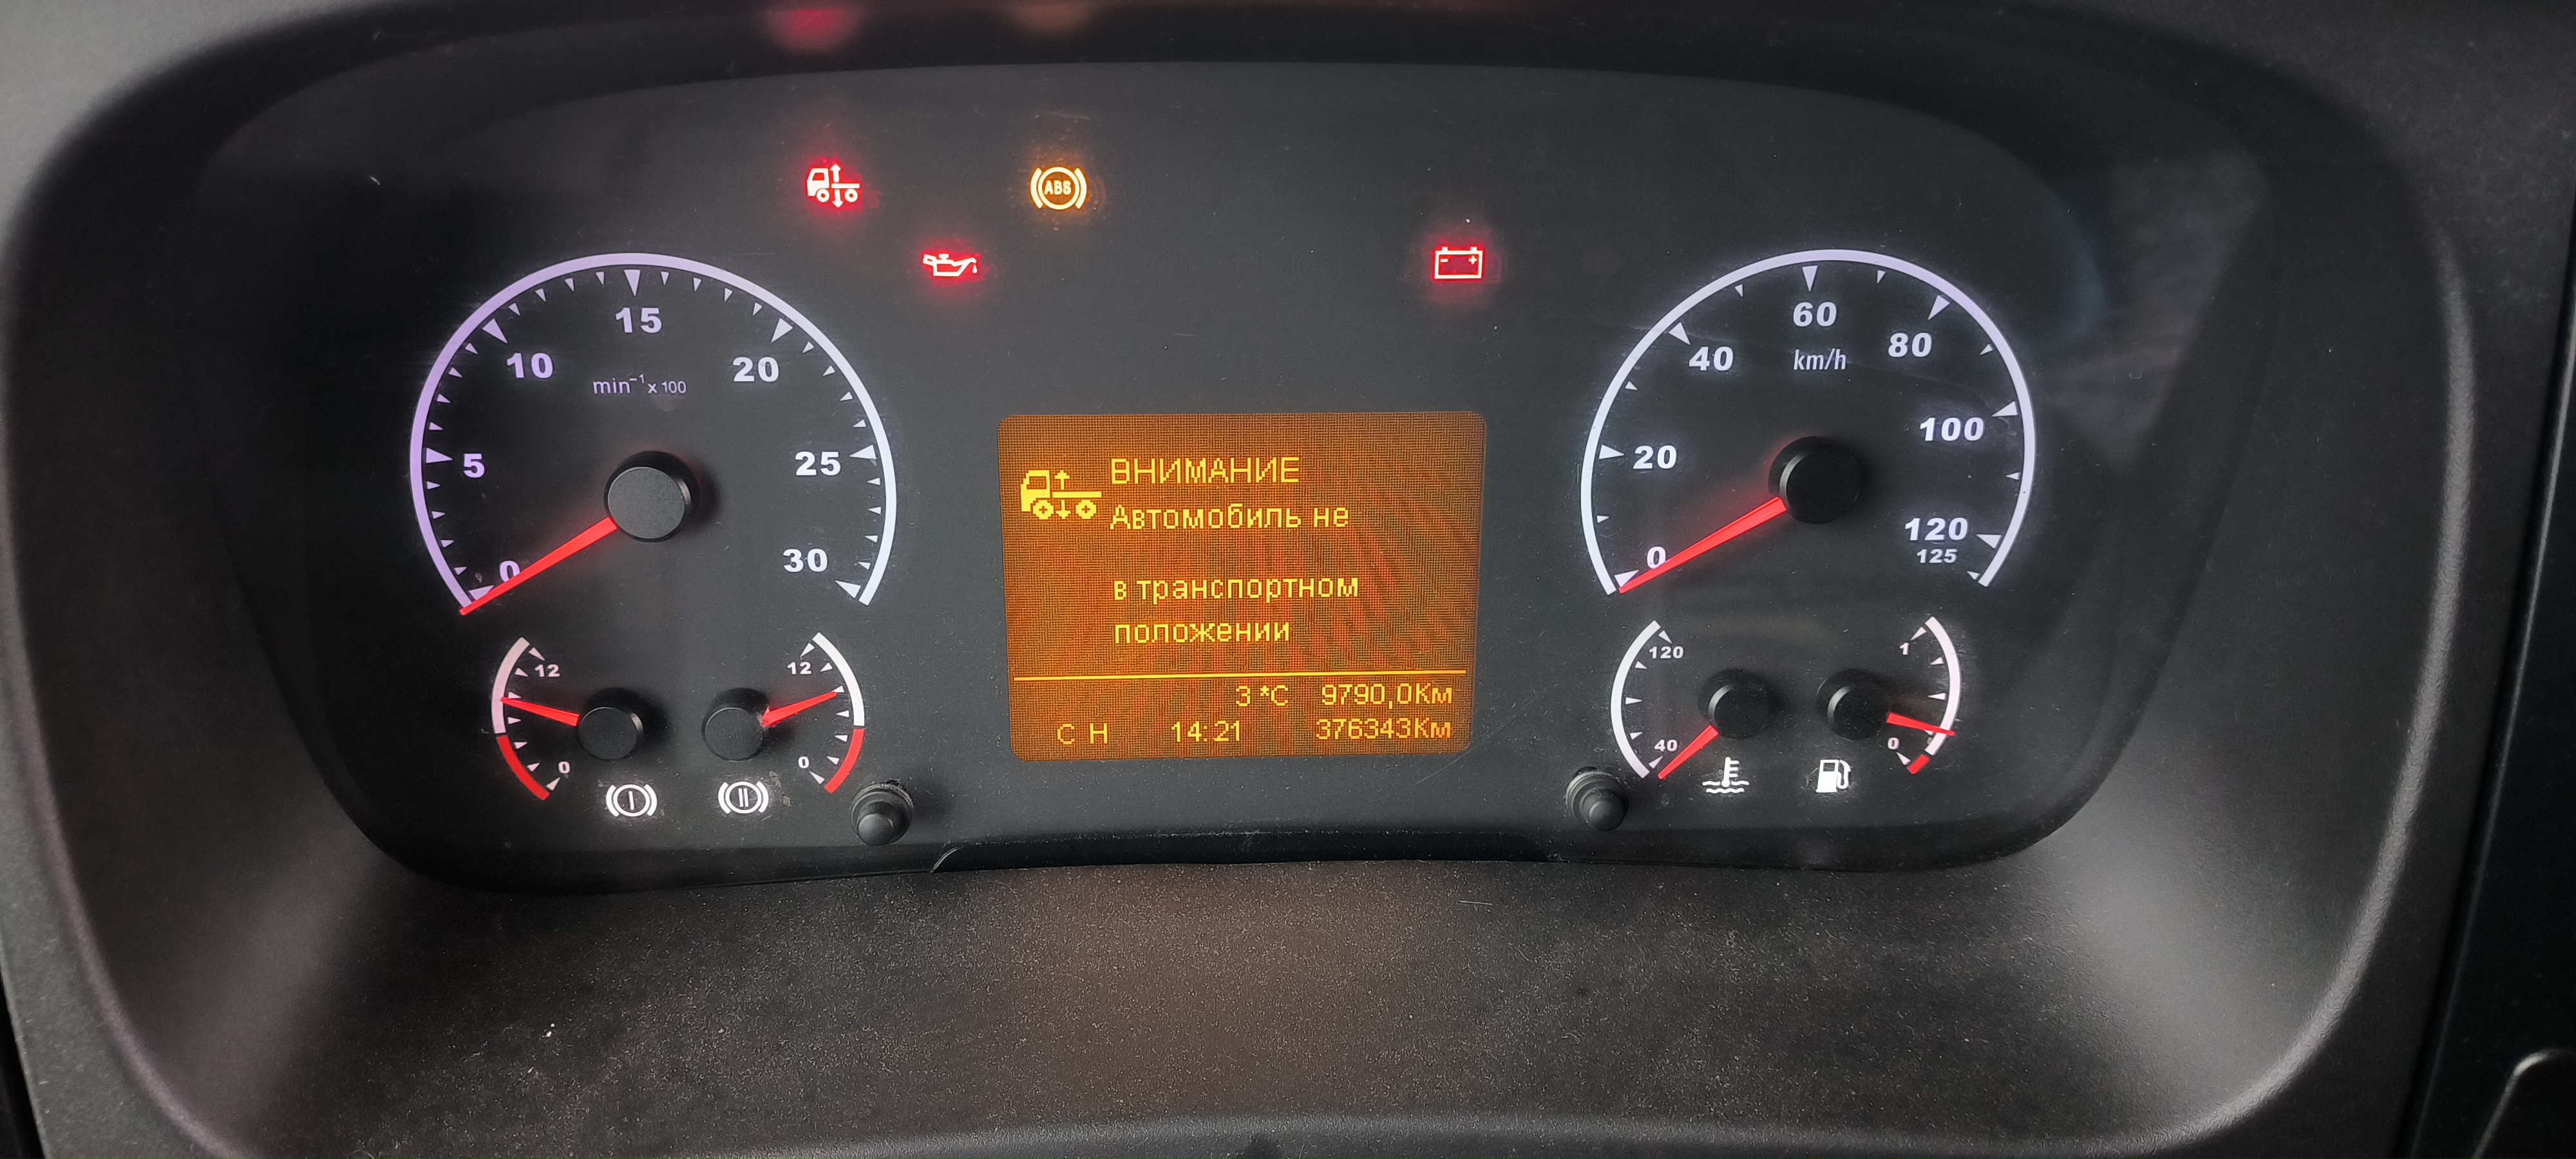 ABS
15
10
20
min⁻¹ x 100
5
25
0
30
12
0
12
0
I
II
ВНИМАНИЕ
Автомобиль не
в транспортном
положении
3 *C 9790,0Км
С Н 14:21 376343Км
60
40
80
km/h
20
100
0
120
125
120
40
1
0